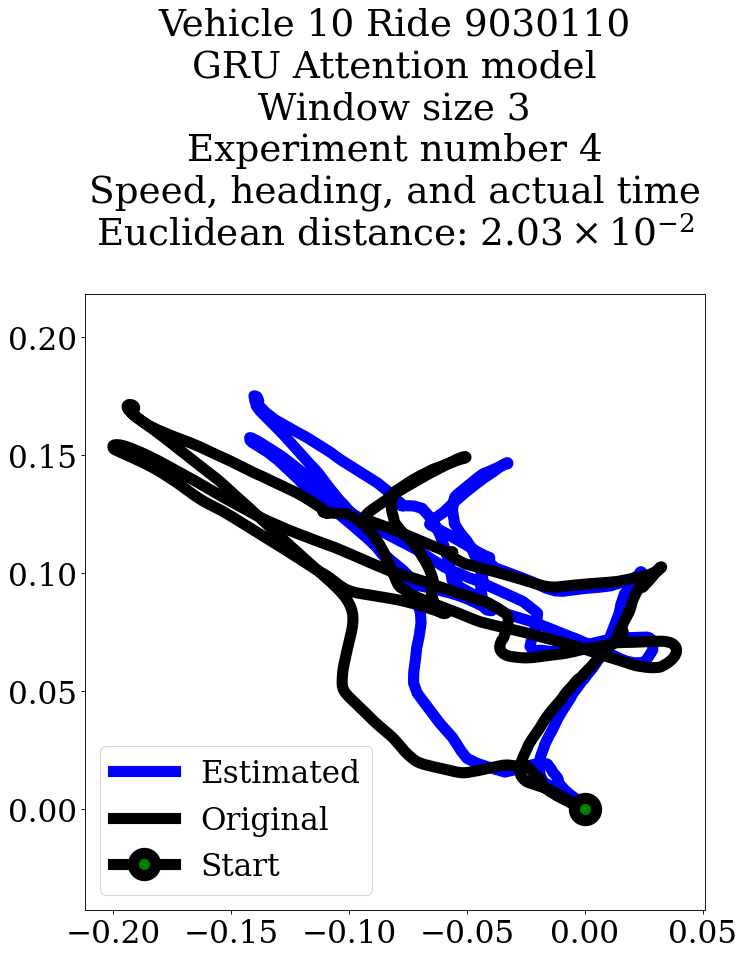 Vehicle 10 Ride 9030110
GRU Attention model
Window size 3
Experiment number 4
Speed, heading, and actual time
Euclidean distance: 2.03 × 10⁻²
0.20
0.15
0.10
0.05
0.00
Estimated
Original
Start
−0.20 −0.15 −0.10 −0.05 0.00 0.05